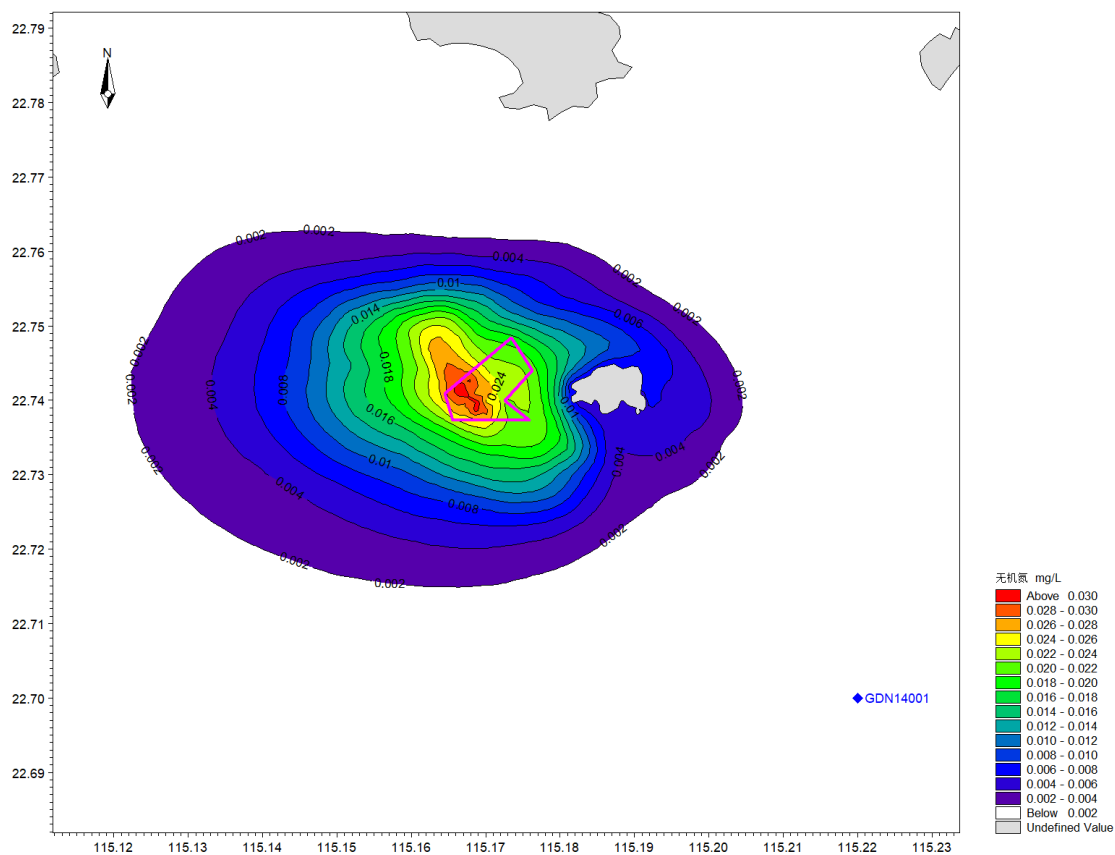 22.79
N
22.78
22.77
22.76
0.002
0.002
0.004
0.002
0.01
0.014
0.006
0.002
22.75
0.002
0.018
0.024
0.008
0.004
0.002
0.002
22.74
0.016
0.01
0.01
0.004
0.004
0.002
0.002
22.73
0.004
0.008
0.002
22.72
0.002
0.002
22.71
22.70
GDN14001
22.69
115.12 115.13 115.14 115.15 115.16 115.17 115.18 115.19 115.20 115.21 115.22 115.23
无机氮 mg/L
Above 0.030
0.028 - 0.030
0.026 - 0.028
0.024 - 0.026
0.022 - 0.024
0.020 - 0.022
0.018 - 0.020
0.016 - 0.018
0.014 - 0.016
0.012 - 0.014
0.010 - 0.012
0.008 - 0.010
0.006 - 0.008
0.004 - 0.006
0.002 - 0.004
Below 0.002
Undefined Value